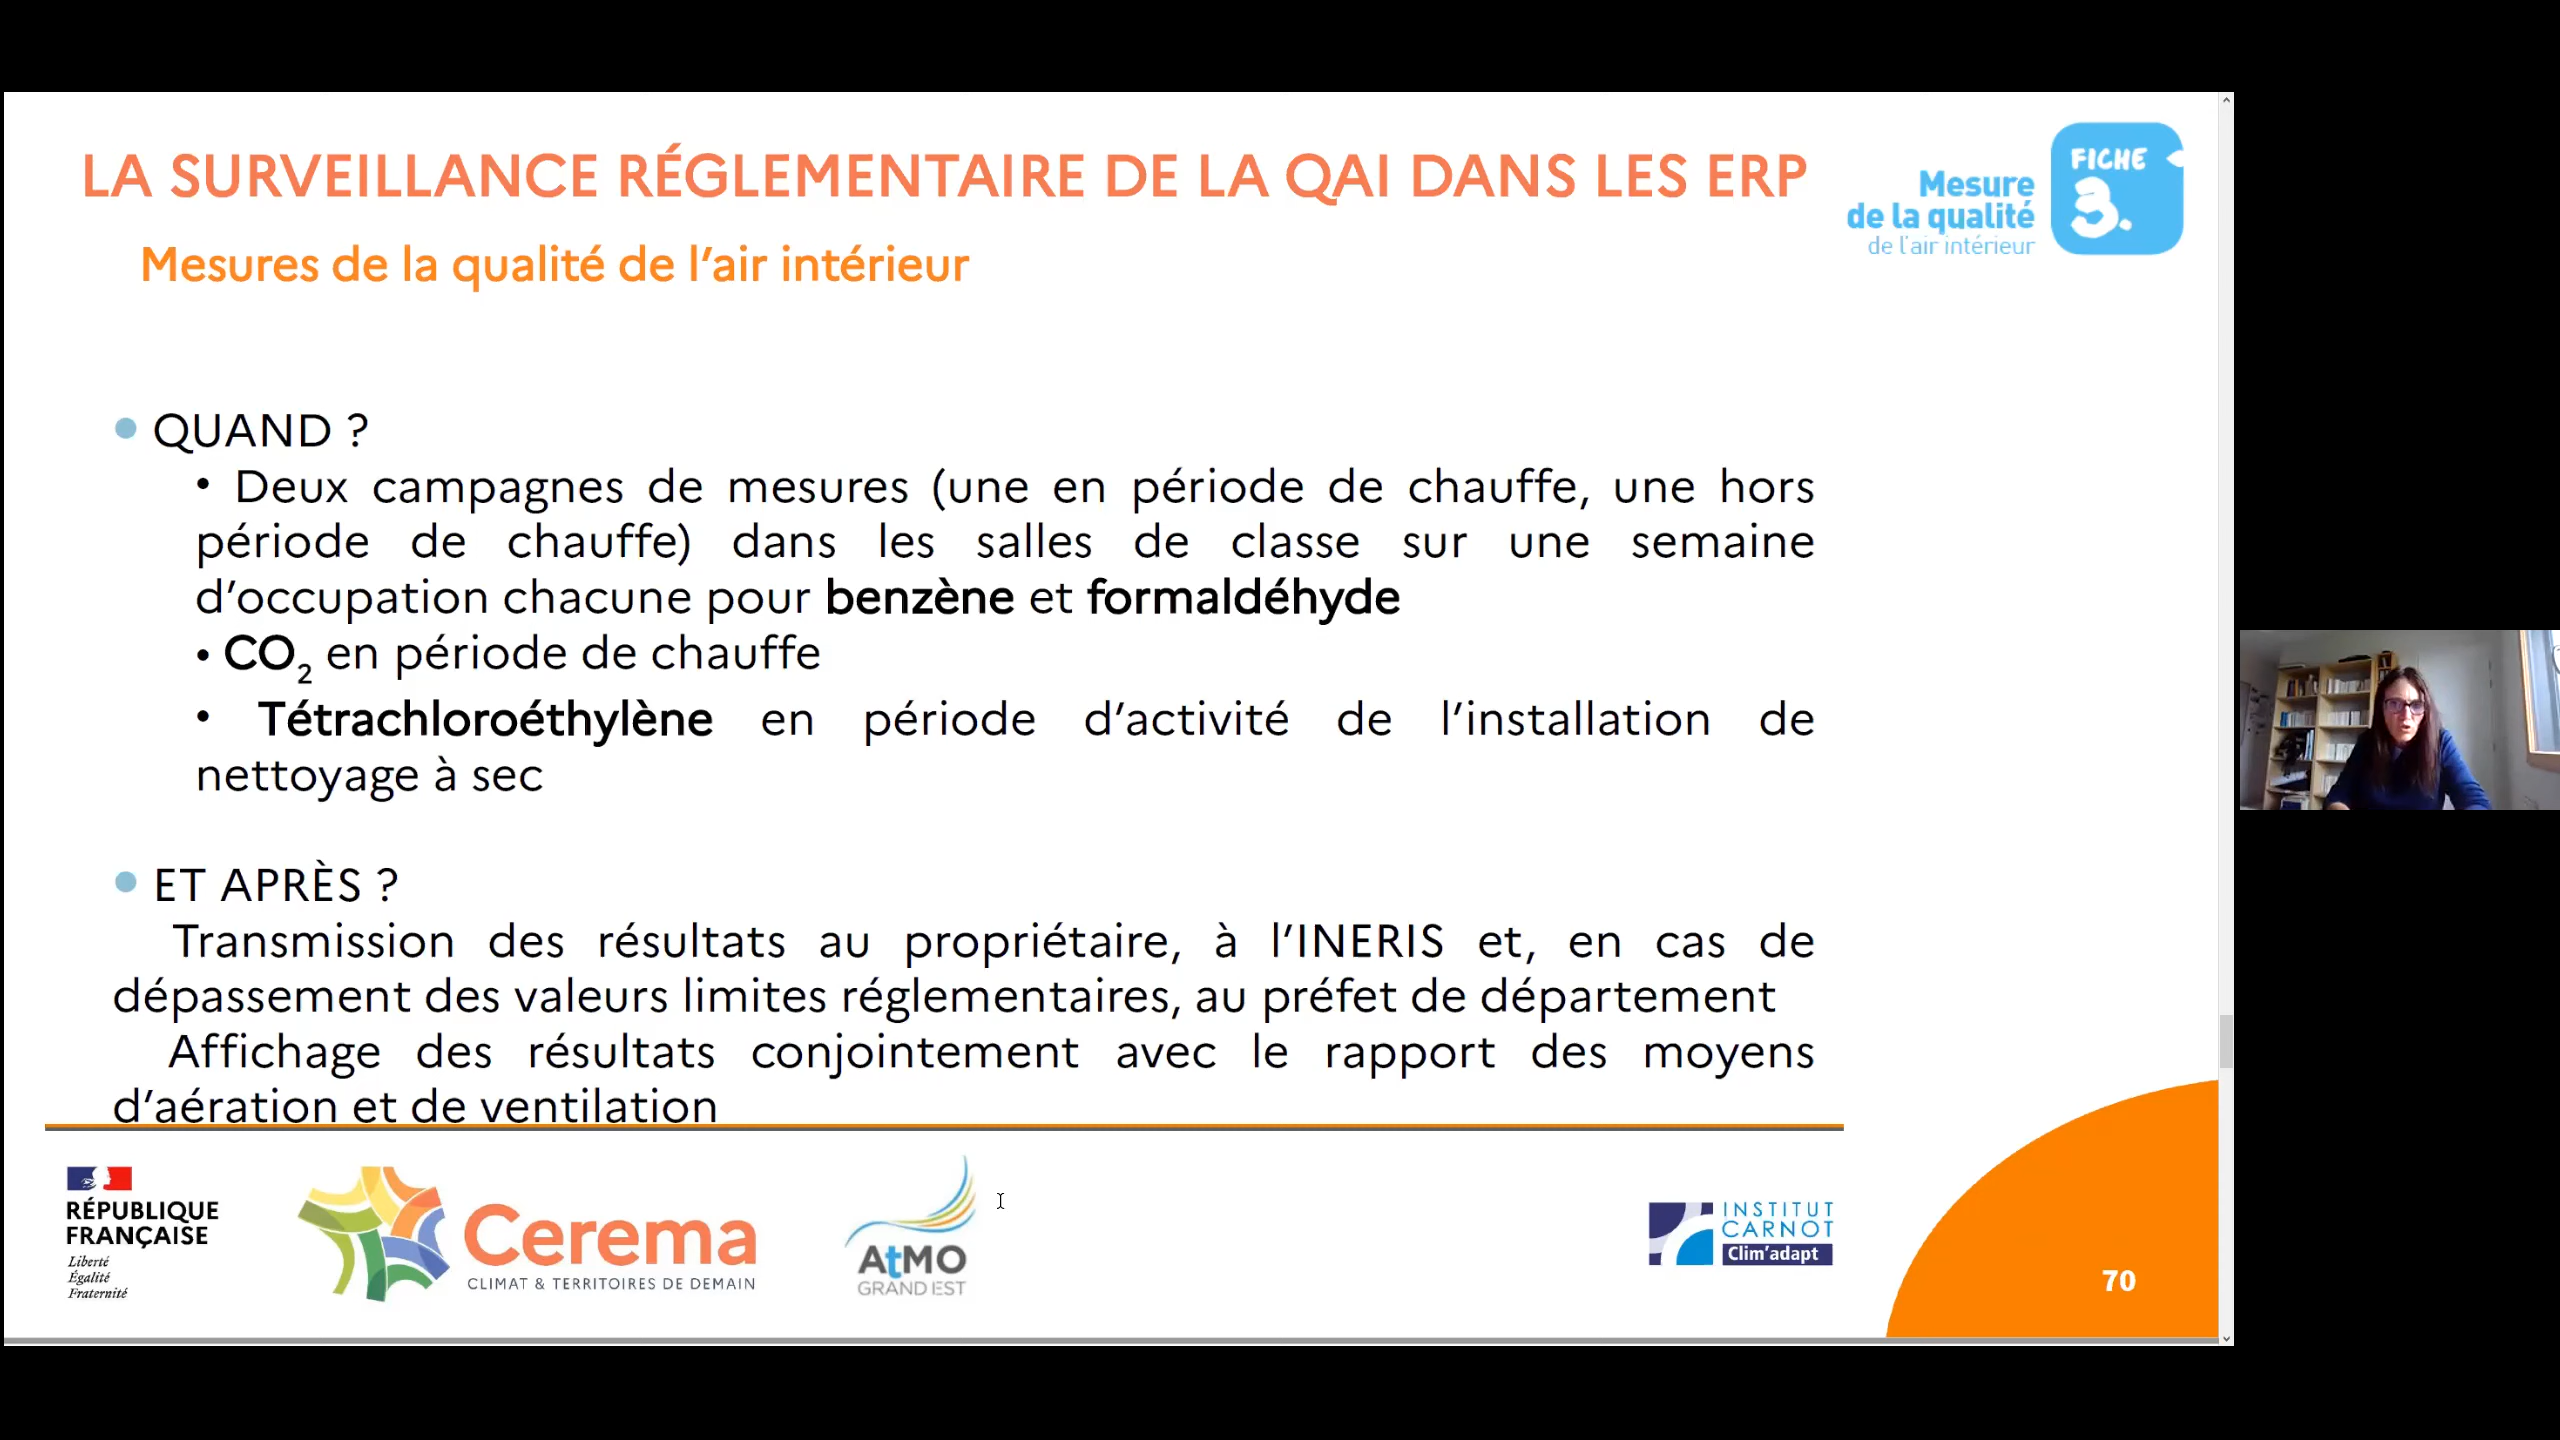 LA SURVEILLANCE RÉGLEMENTAIRE DE LA QAI DANS LES ERP
Mesure
de la qualité
de l'air intérieur
FICHE
3.
Mesures de la qualité de l’air intérieur
QUAND ?
• Deux campagnes de mesures (une en période de chauffe, une hors
période de chauffe) dans les salles de classe sur une semaine
d’occupation chacune pour benzène et formaldéhyde
• CO₂ en période de chauffe
• Tétrachloroéthylène en période d’activité de l’installation de
nettoyage à sec
ET APRÈS ?
Transmission des résultats au propriétaire, à l’INERIS et, en cas de
dépassement des valeurs limites réglementaires, au préfet de département
Affichage des résultats conjointement avec le rapport des moyens
d’aération et de ventilation
RÉPUBLIQUE
FRANÇAISE
Liberté
Égalité
Fraternité
Cerema
CLIMAT & TERRITOIRES DE DEMAIN
AtMO
GRAND EST
INSTITUT
CARNOT
Clim'adapt
70